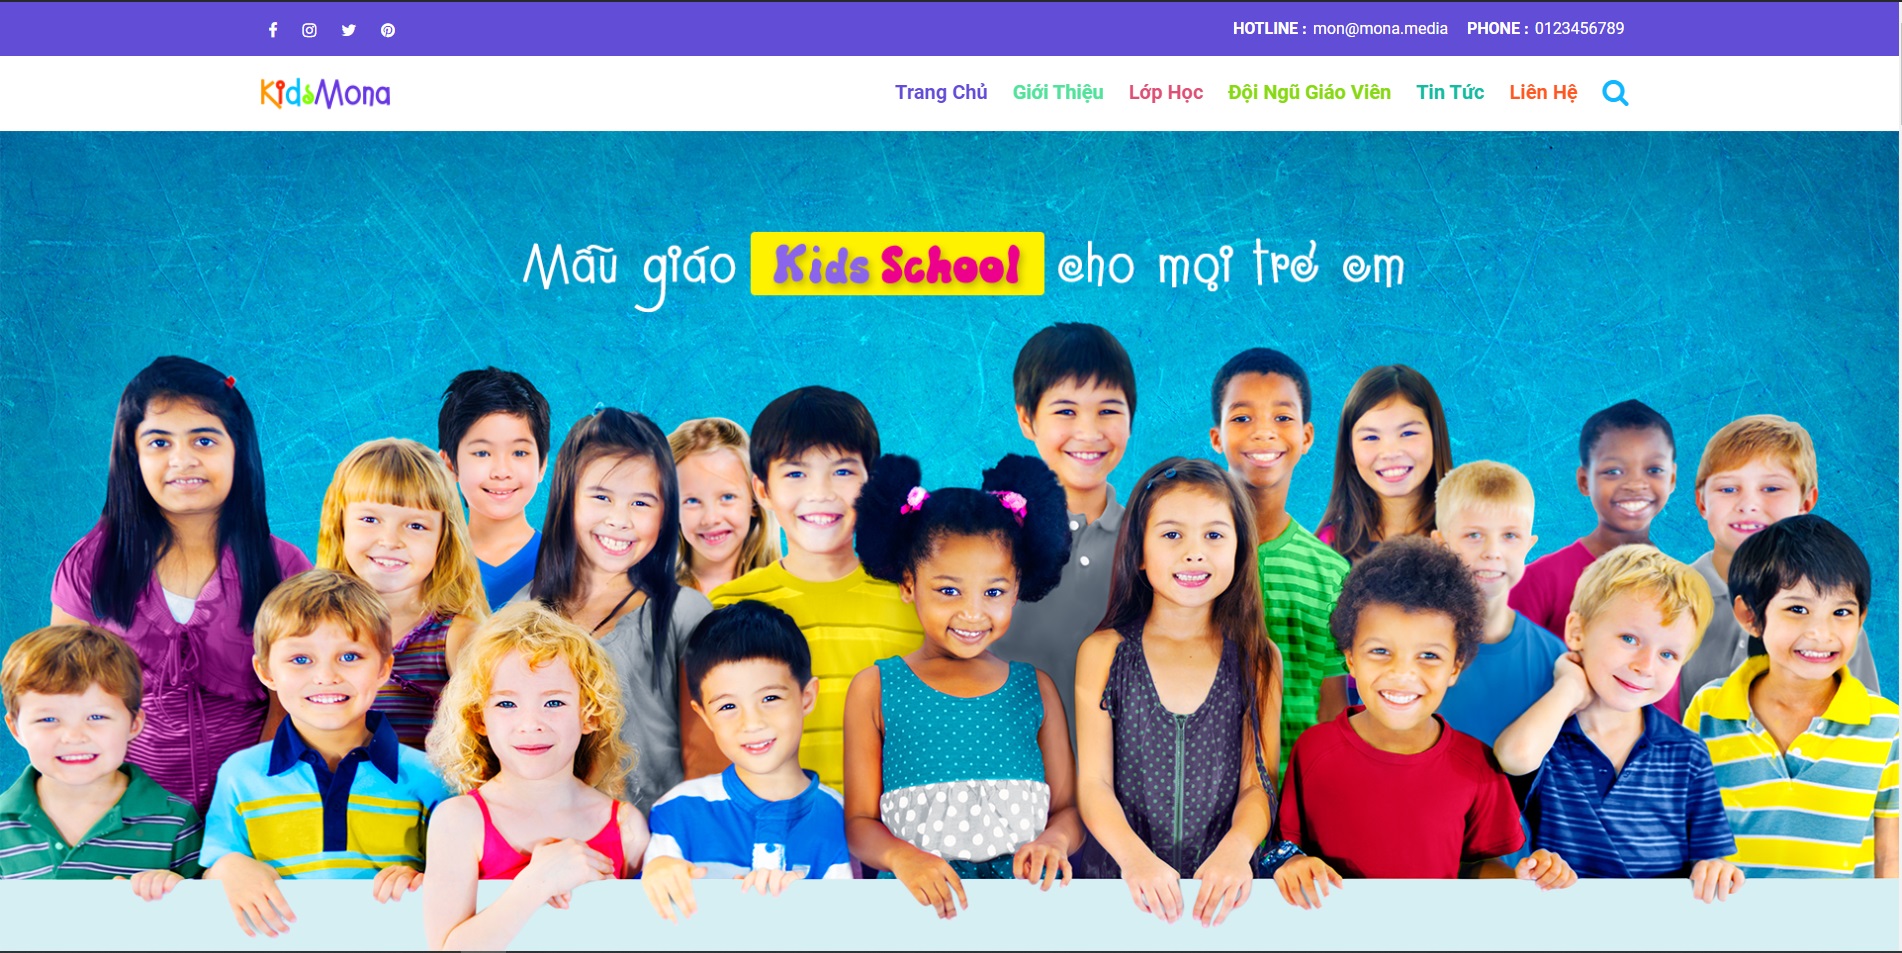 HOTLINE : mon@mona.media PHONE : 0123456789
KidsMona
Trang Chủ Giới Thiệu Lớp Học Đội Ngũ Giáo Viên Tin Tức Liên Hệ
Mẫu giáo Kids School cho mọi trẻ em